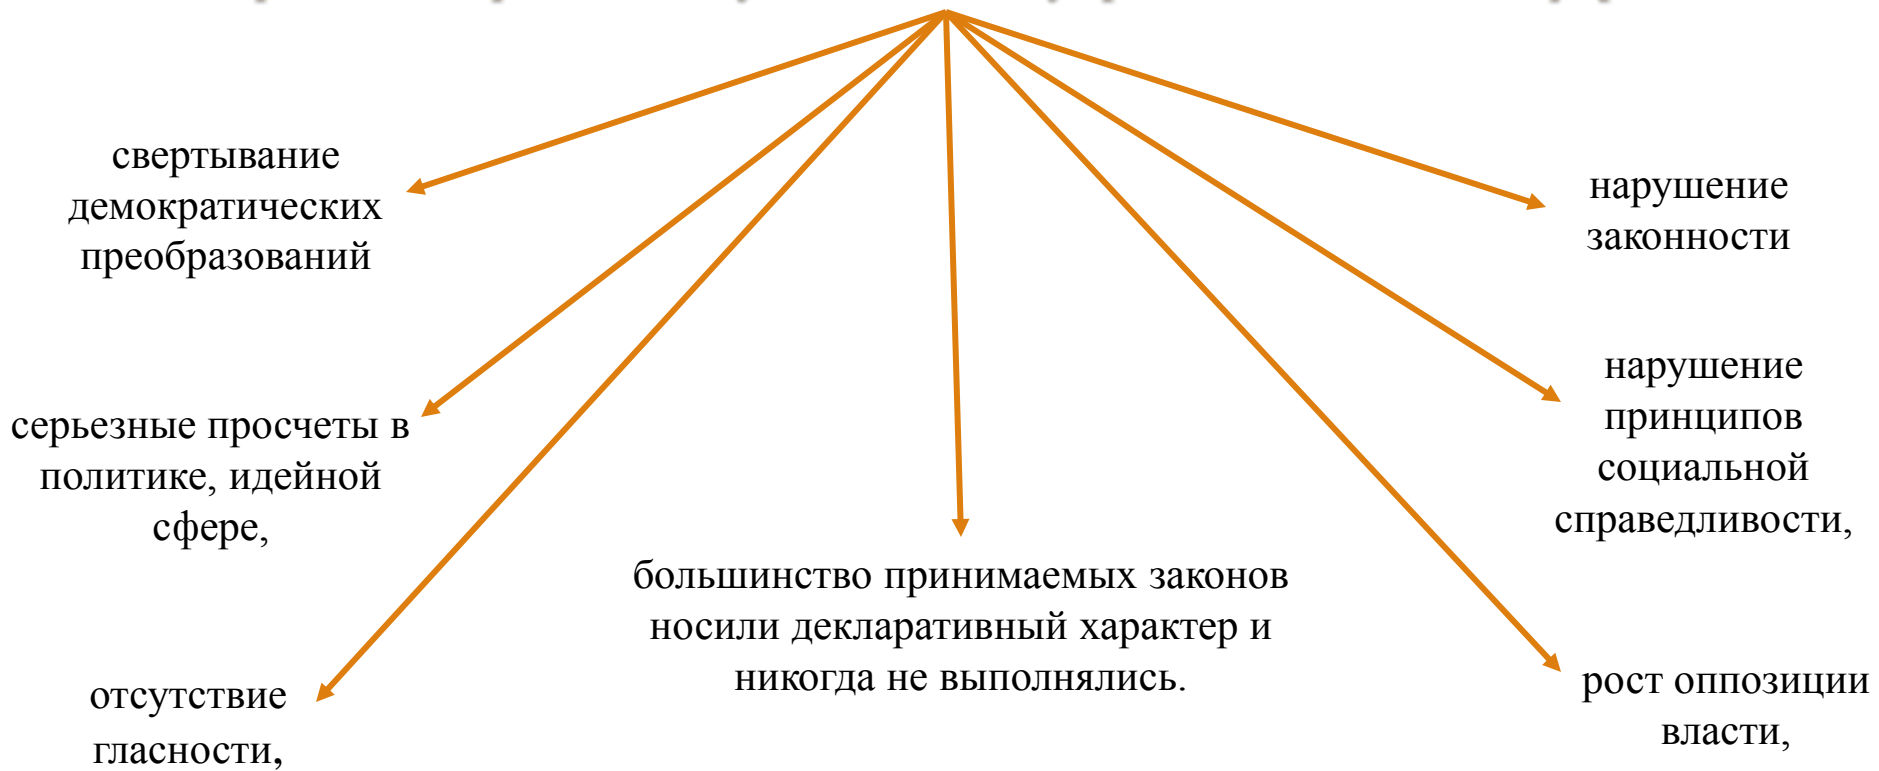 свертывание
демократических
преобразований
серьезные просчеты в
политике, идейной
сфере,
отсутствие
гласности,
большинство принимаемых законов
носили декларативный характер и
никогда не выполнялись.
нарушение
законности
нарушение
принципов
социальной
справедливости,
рост оппозиции
власти,